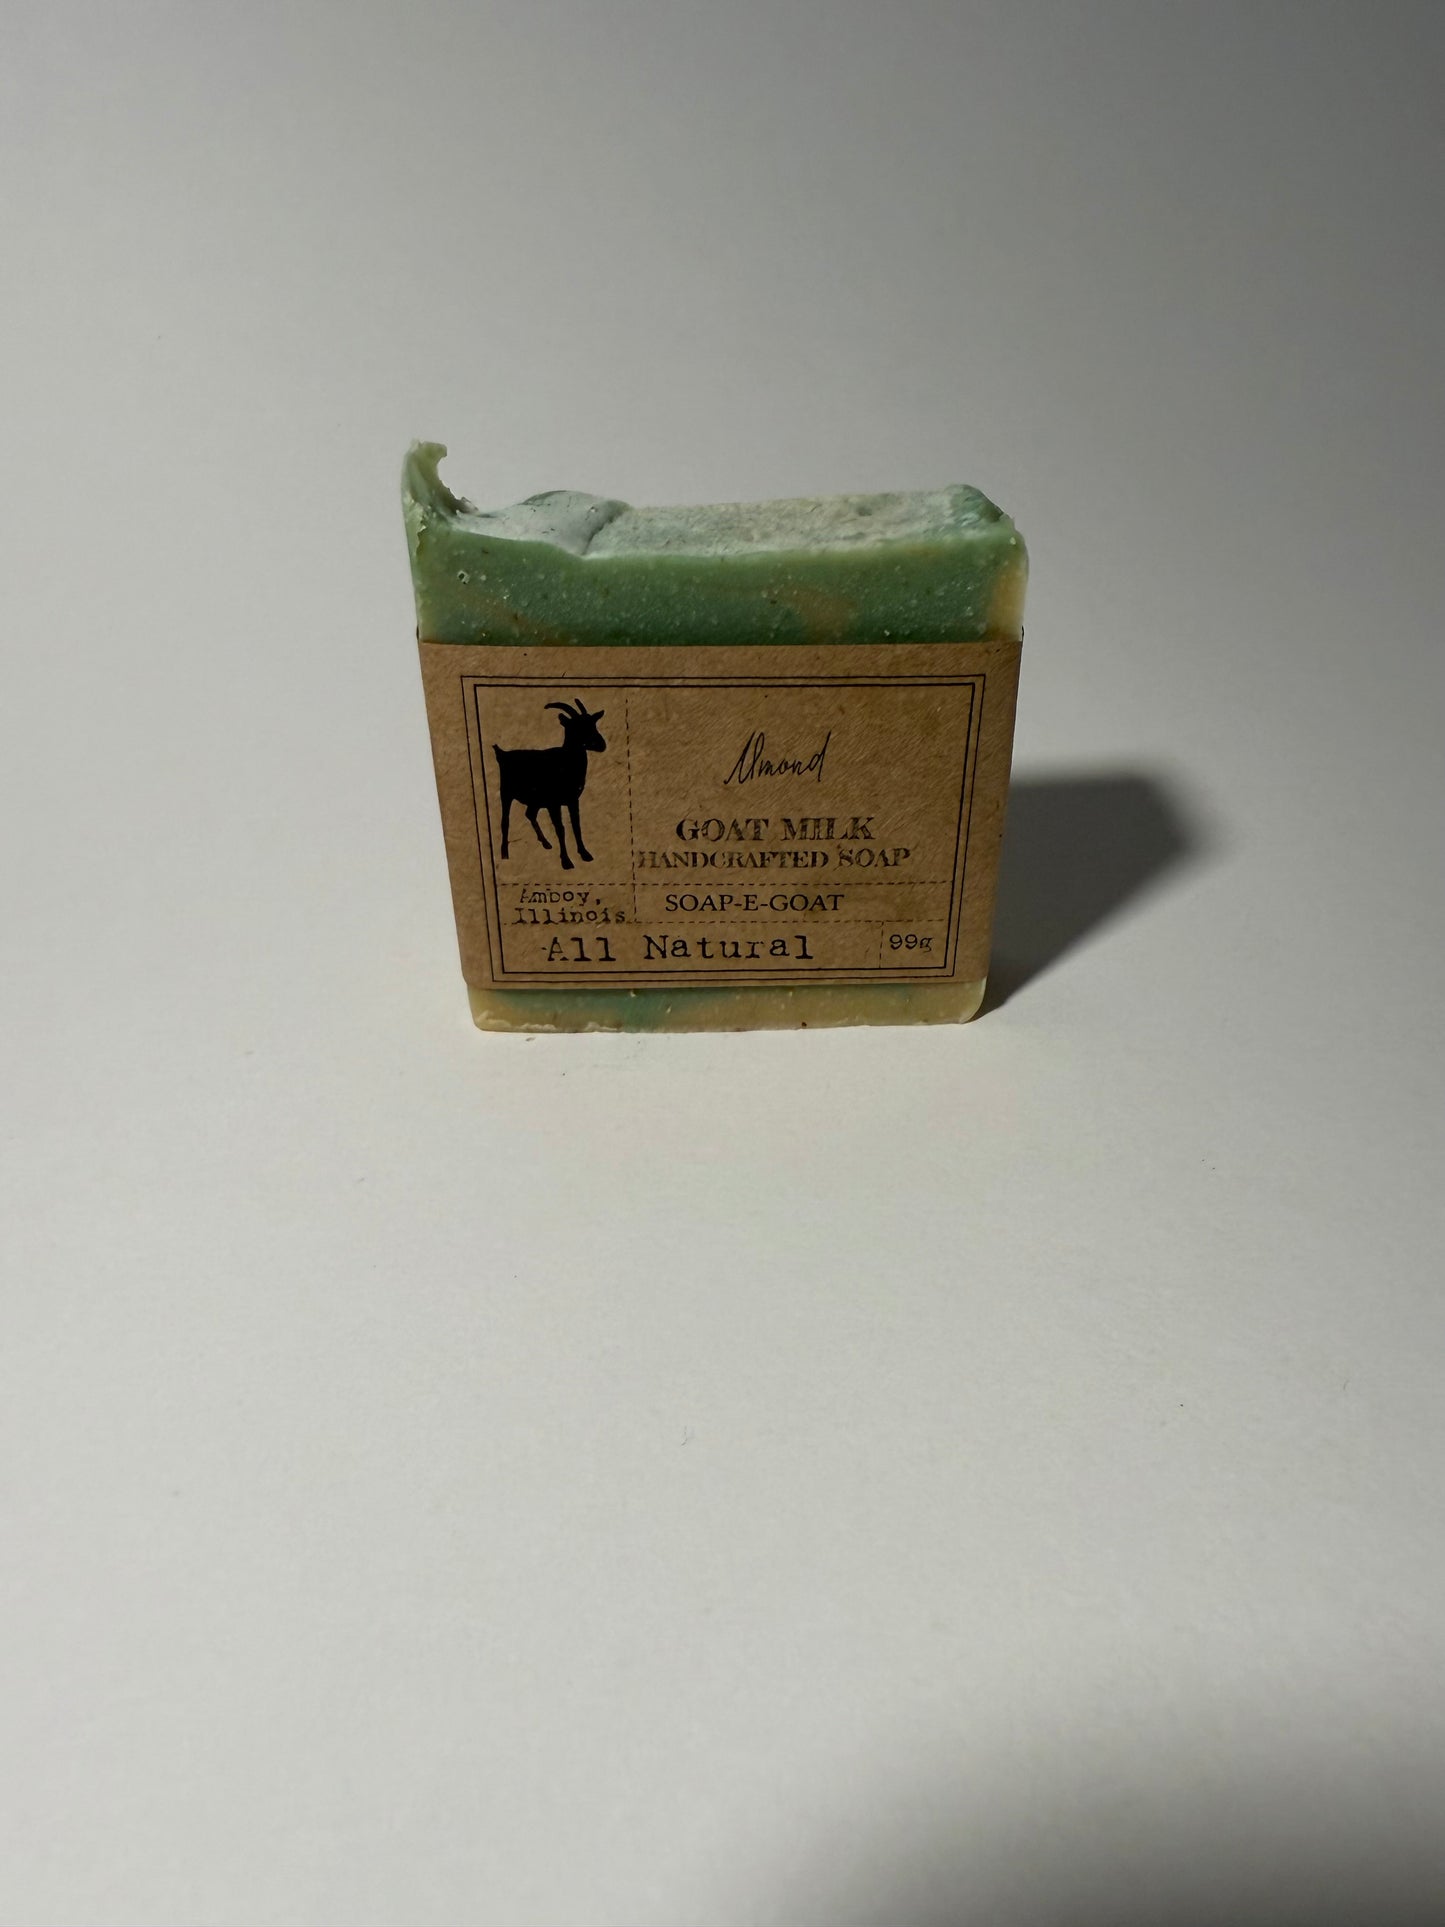 Almond
GOAT MILK
HANDCRAFTED SOAP
Amboy,
Illinois
SOAP-E-GOAT
All Natural
99g